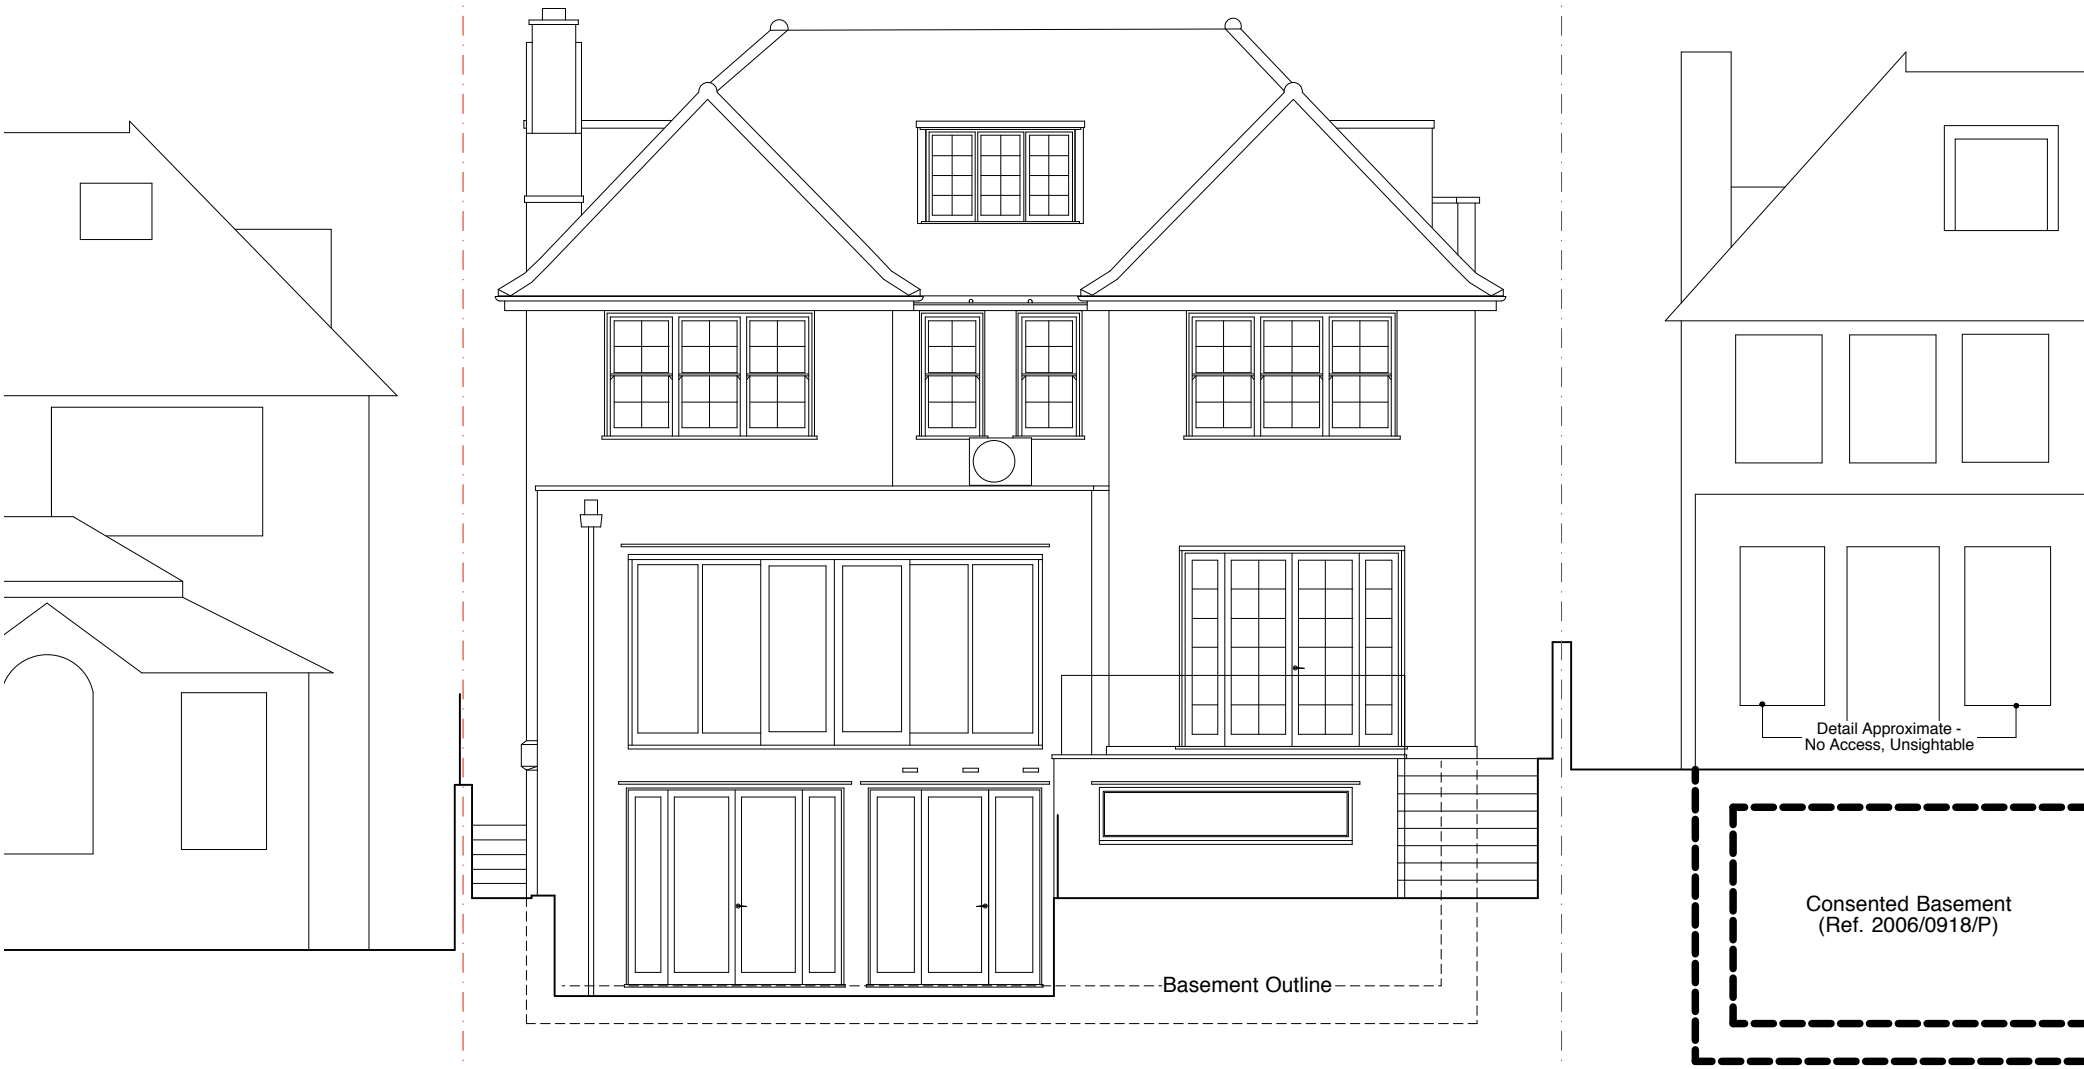 Detail Approximate -
No Access, Unsightable
Consented Basement
(Ref. 2006/0918/P)
Basement Outline